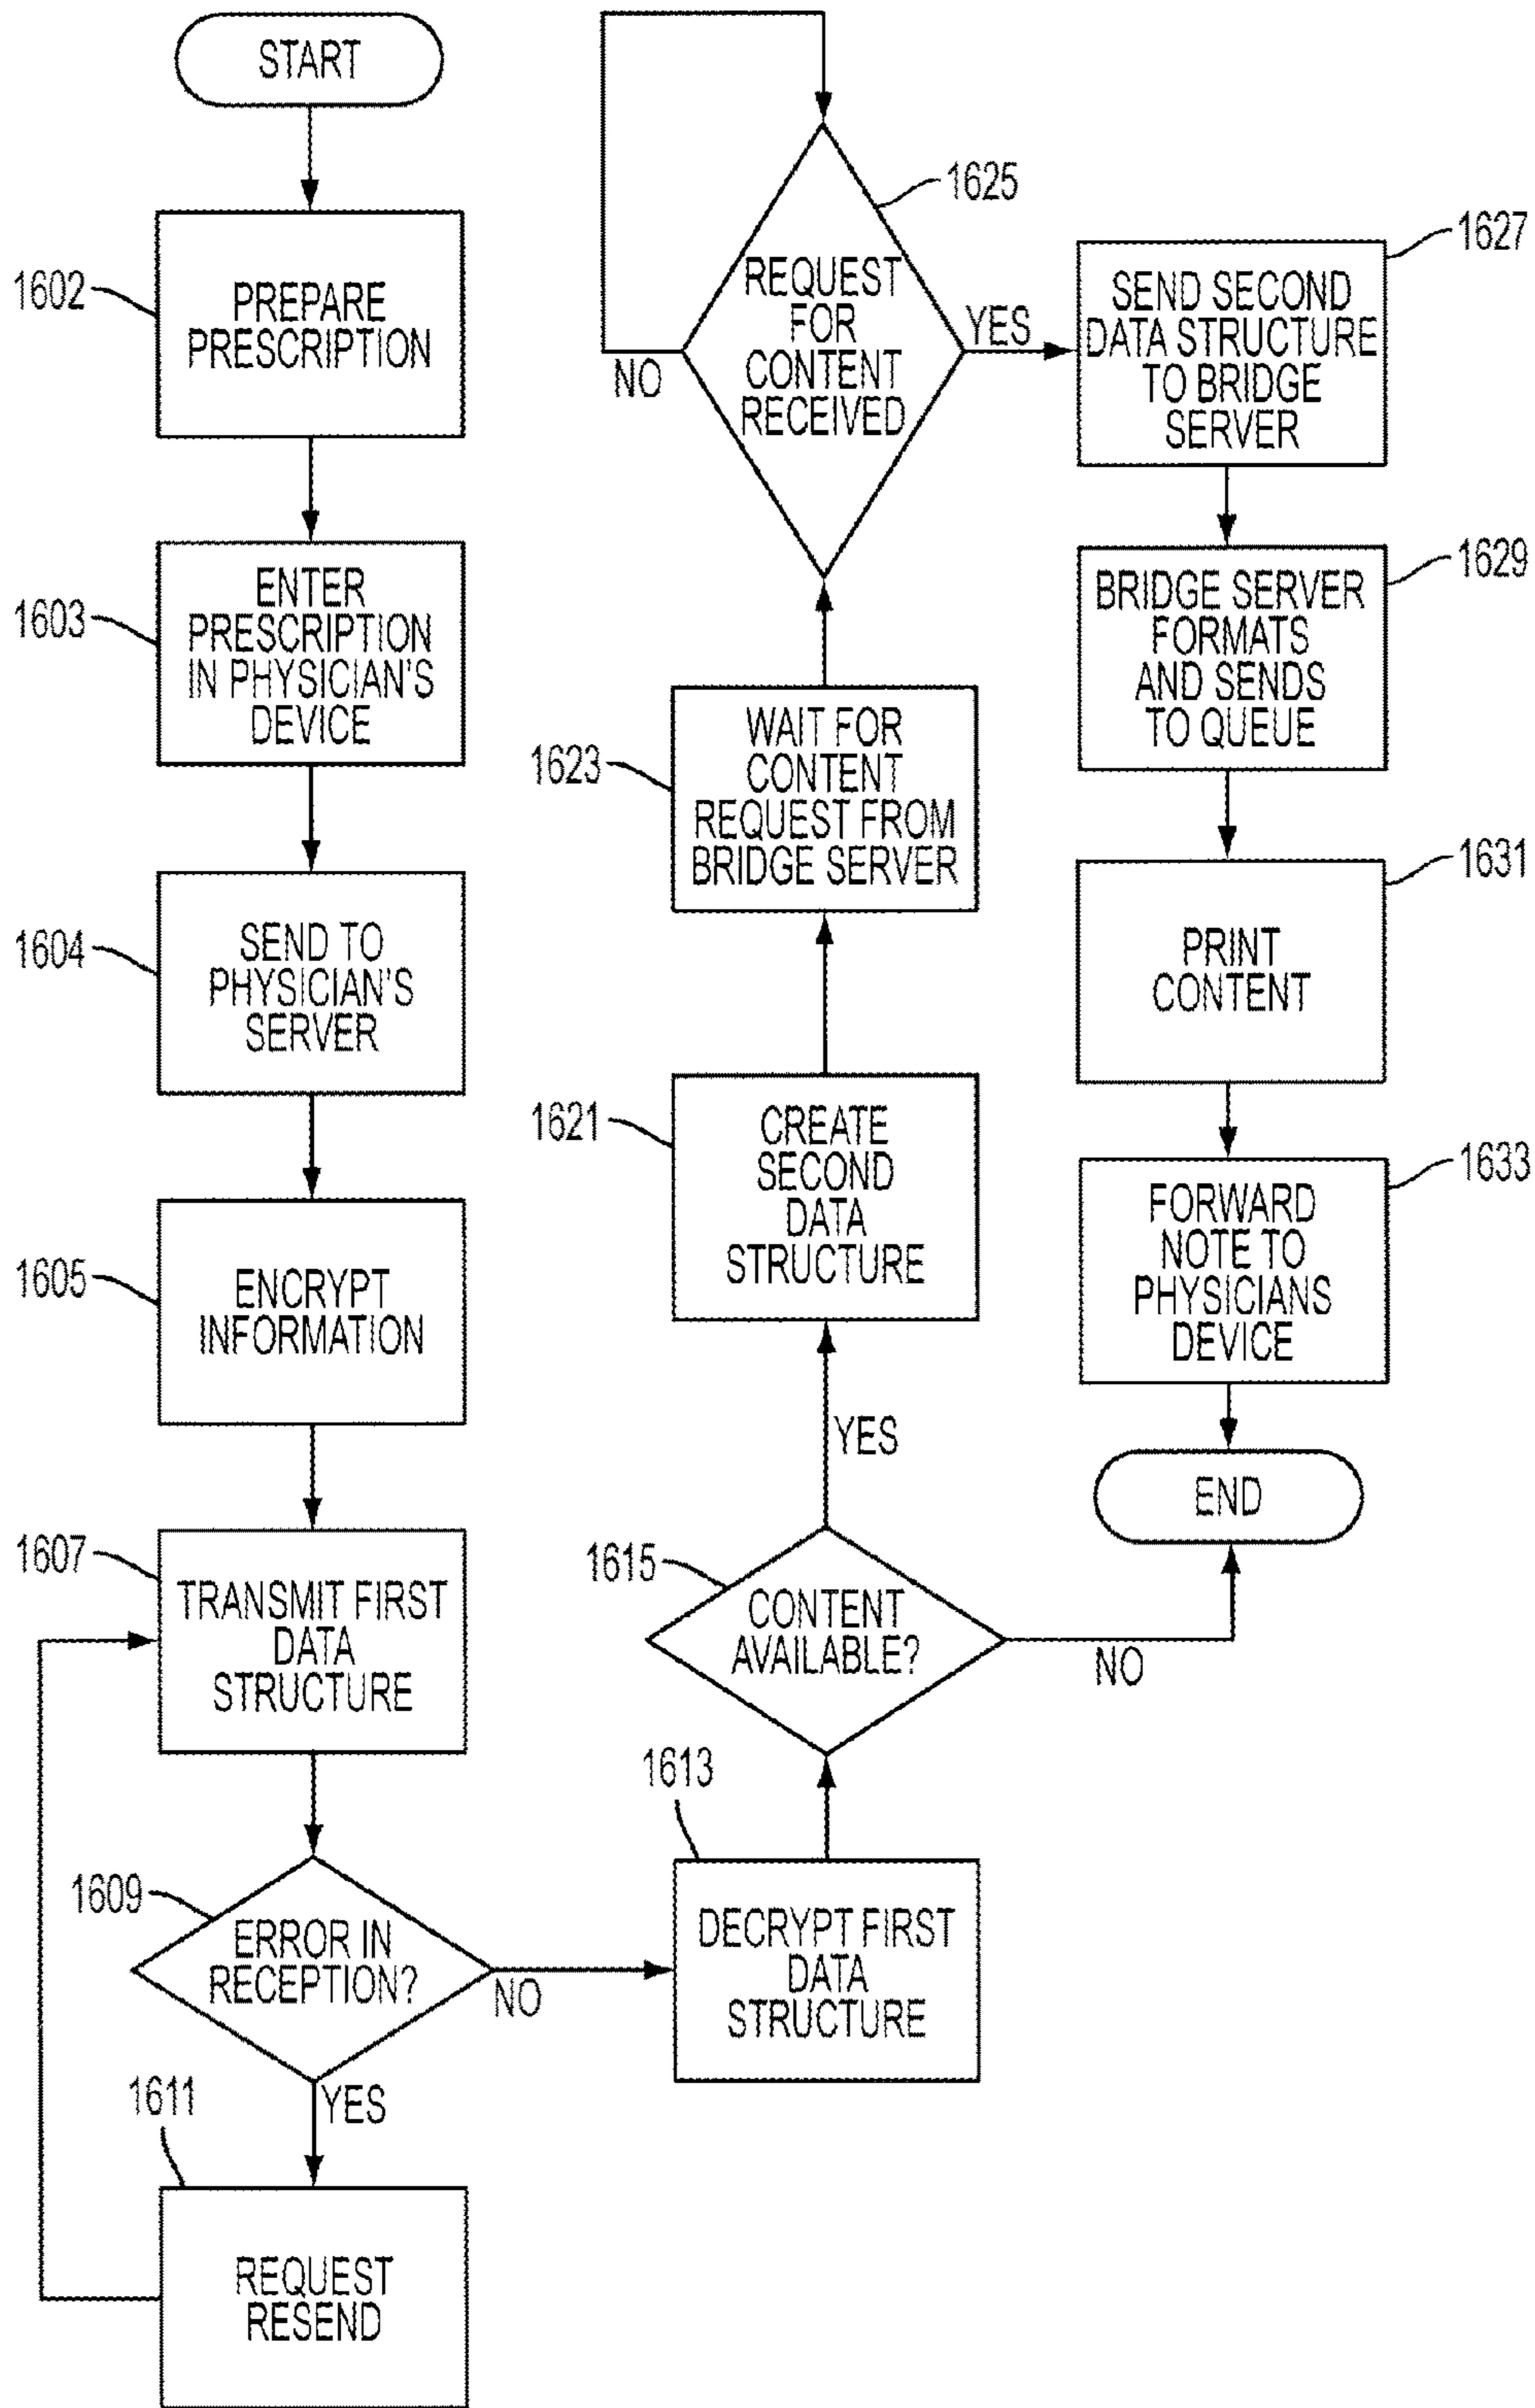 START
1602
PREPARE
PRESCRIPTION
1603
ENTER
PRESCRIPTION
IN PHYSICIAN'S
DEVICE
1604
SEND TO
PHYSICIAN'S
SERVER
1605
ENCRYPT
INFORMATION
1607
TRANSMIT FIRST
DATA
STRUCTURE
1609
ERROR IN
RECEPTION?
NO
YES
1611
REQUEST
RESEND
1613
DECRYPT FIRST
DATA
STRUCTURE
1615
CONTENT
AVAILABLE?
NO
YES
1621
CREATE
SECOND
DATA
STRUCTURE
1623
WAIT FOR
CONTENT
REQUEST FROM
BRIDGE SERVER
1625
REQUEST
FOR
CONTENT
RECEIVED
NO
YES
1627
SEND SECOND
DATA STRUCTURE
TO BRIDGE
SERVER
1629
BRIDGE SERVER
FORMATS
AND SENDS
TO QUEUE
1631
PRINT
CONTENT
1633
FORWARD
NOTE TO
PHYSICIANS
DEVICE
END